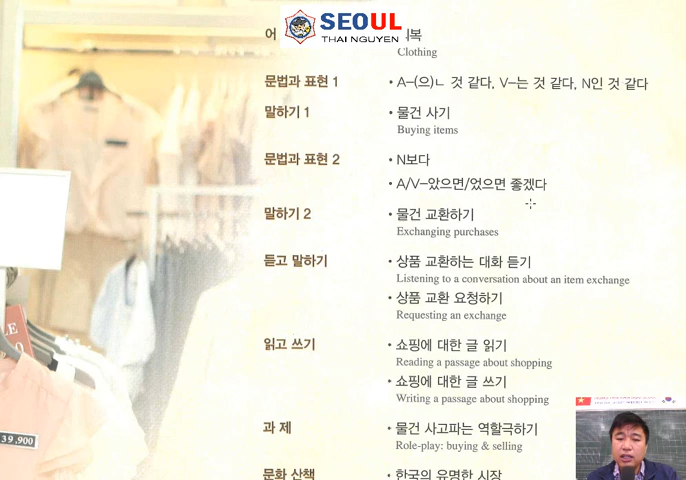 SEOUL
THAI NGUYEN
어
복
Clothing
문법과 표현 1
• A–(으)ㄴ 것 같다, V–는 것 같다, N인 것 같다
말하기 1
• 물건 사기
Buying items
문법과 표현 2
• N보다
• A/V–았으면/었으면 좋겠다
말하기 2
• 물건 교환하기
Exchanging purchases
듣고 말하기
• 상품 교환하는 대화 듣기
Listening to a conversation about an item exchange
• 상품 교환 요청하기
Requesting an exchange
읽고 쓰기
• 쇼핑에 대한 글 읽기
Reading a passage about shopping
• 쇼핑에 대한 글 쓰기
Writing a passage about shopping
과 제
• 물건 사고파는 역할극하기
Role-play: buying & selling
문화 산책
• 한국의 유명한 시장
39,900